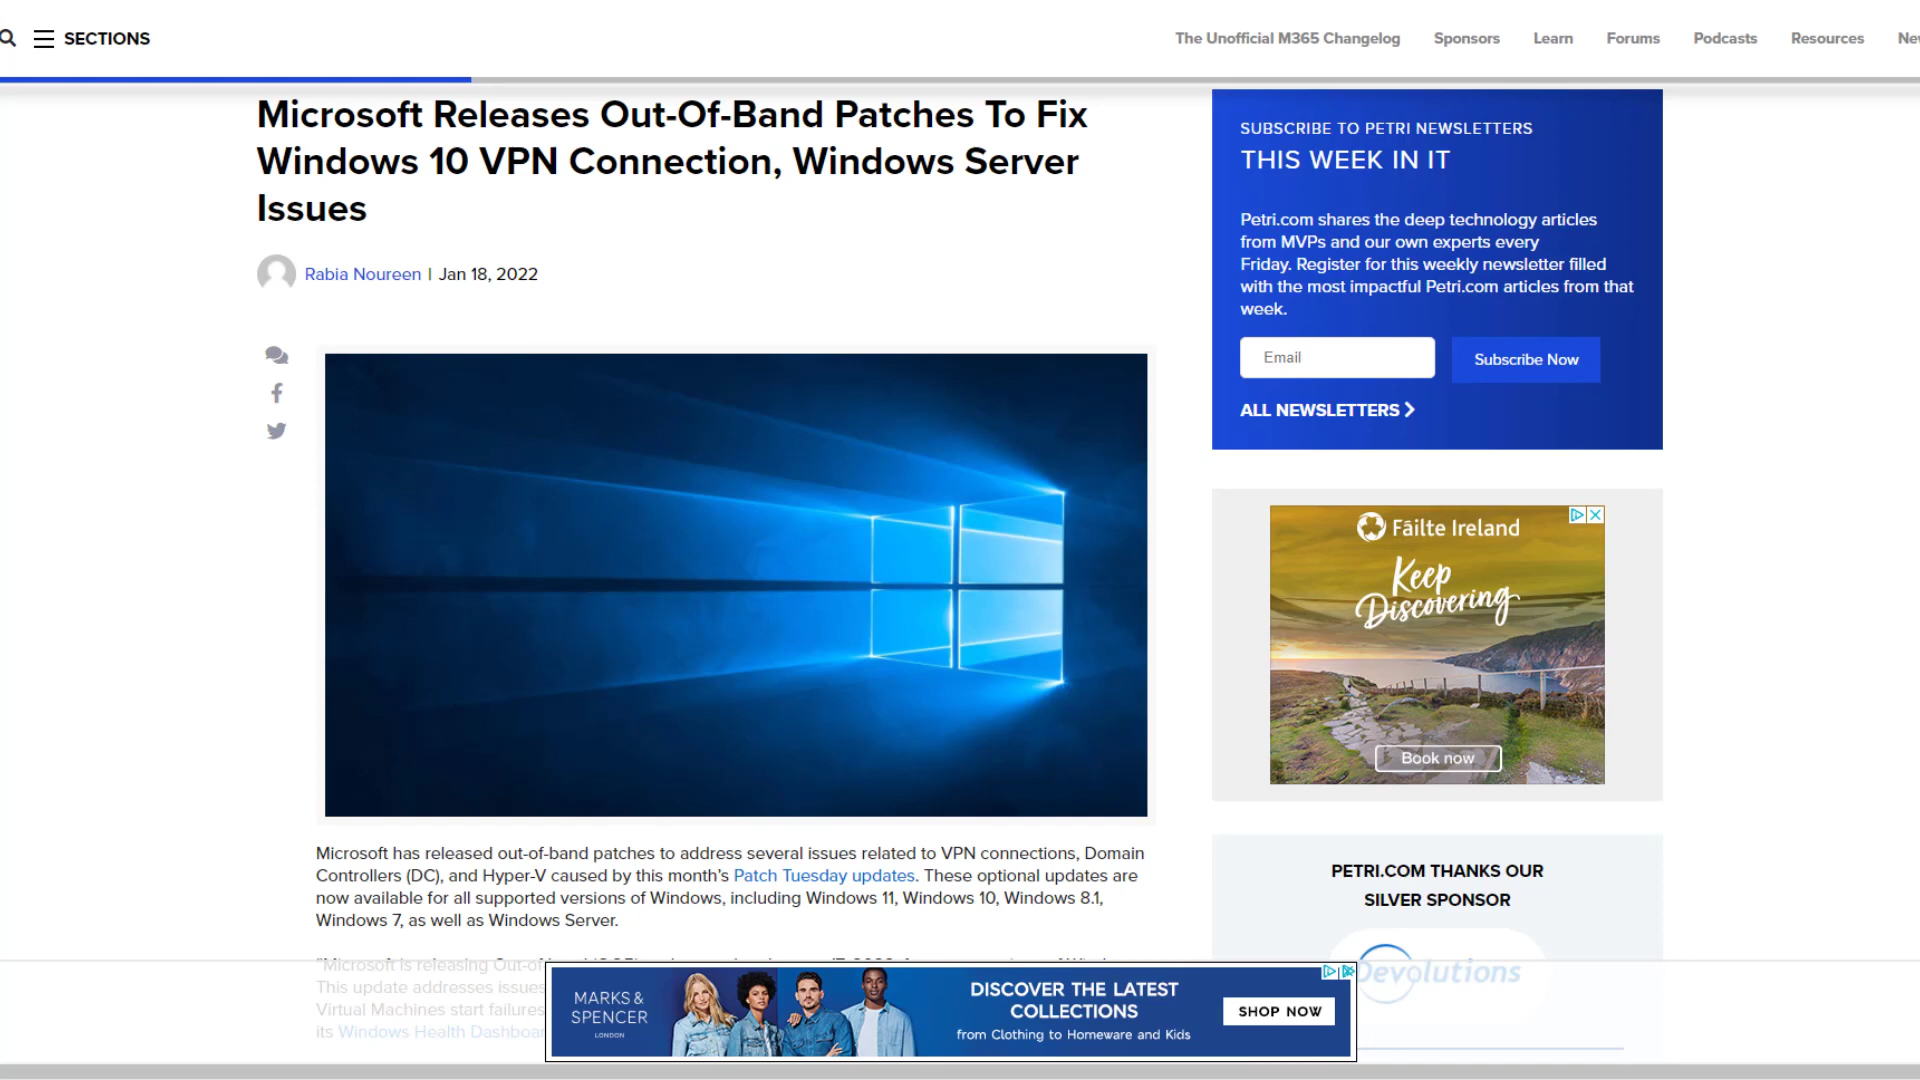 SECTIONS
The Unofficial M365 Changelog
Sponsors
Learn
Forums
Podcasts
Resources
Microsoft Releases Out-Of-Band Patches To Fix
Windows 10 VPN Connection, Windows Server
Issues
Rabia Noureen | Jan 18, 2022
Microsoft has released out-of-band patches to address several issues related to VPN connections, Domain
Controllers (DC), and Hyper-V caused by this month's Patch Tuesday updates. These optional updates are
now available for all supported versions of Windows, including Windows 11, Windows 10, Windows 8.1,
Windows 7, as well as Windows Server.
"Microsoft is releasing
This update addresses issues
Virtual Machines start failures
its Windows Health
SUBSCRIBE TO PETRI NEWSLETTERS
THIS WEEK IN IT
Petri.com shares the deep technology articles
from MVPs and our own experts every
Friday. Register for this weekly newsletter filled
with the most impactful Petri.com articles from that
week.
Email
Subscribe Now
ALL NEWSLETTERS
Fáilte Ireland
Keep
Discovering
Book now
PETRI.COM THANKS OUR
SILVER SPONSOR
Devolutions
MARKS &
SPENCER
LONDON
DISCOVER THE LATEST
COLLECTIONS
from Clothing to Homeware and Kids
SHOP NOW